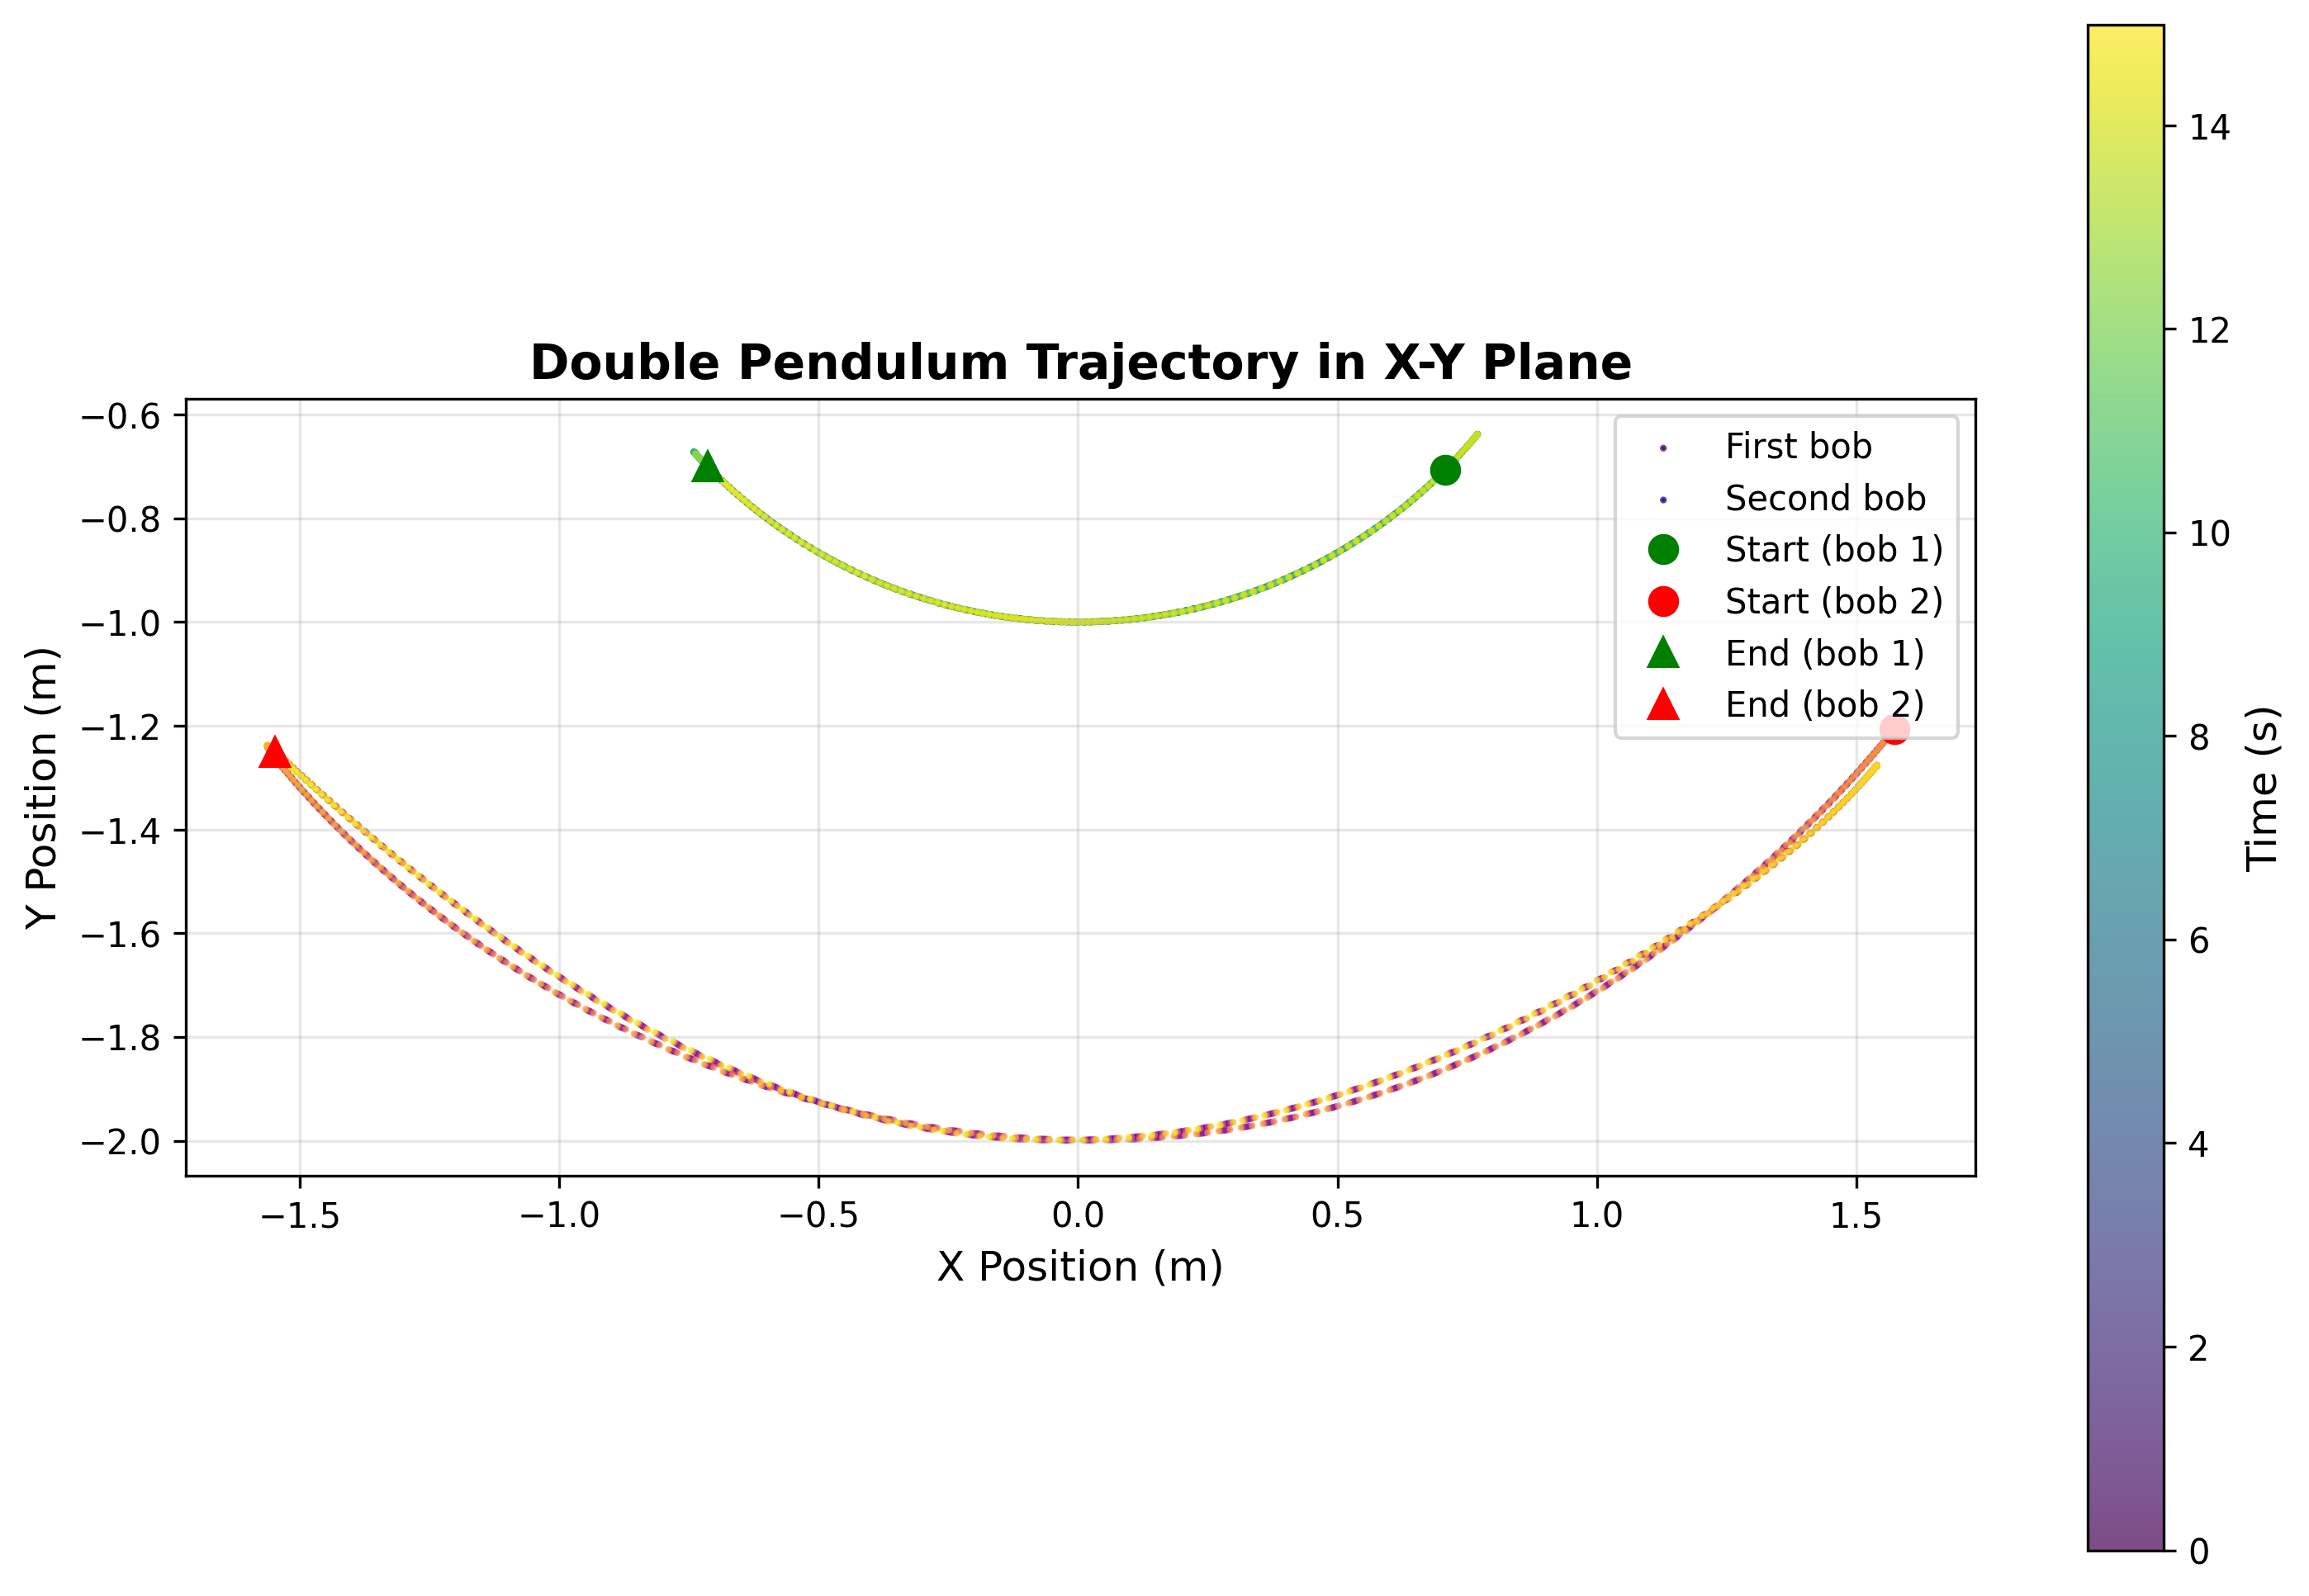 Double Pendulum Trajectory in X-Y Plane
−0.6
−0.8
−1.0
−1.2
−1.4
−1.6
−1.8
−2.0
Y Position (m)
First bob
Second bob
Start (bob 1)
Start (bob 2)
End (bob 1)
End (bob 2)
−1.5
−1.0
−0.5
0.0
0.5
1.0
1.5
X Position (m)
14
12
10
8
6
4
2
0
Time (s)